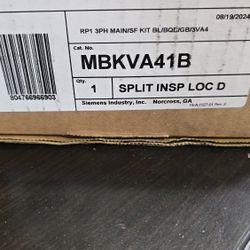 08/19/2024
RP1 3PH MAIN/SF KIT BL/BQD/GB/3VA4
Cat. No.
MBKVA41B
Qty.
1 SPLIT INSP LOC D
Siemens Industry, Inc. Norcross, GA
804766966903